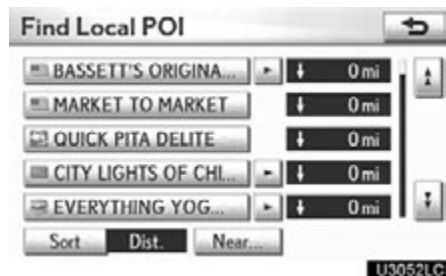 Find Local POI
BASSETT'S ORIGINA... 0 mi
MARKET TO MARKET 0 mi
QUICK PITA DELITE 0 mi
CITY LIGHTS OF CHI... 0 mi
EVERYTHING YOG... 0 mi
Sort Dist. Near...
U3052LC